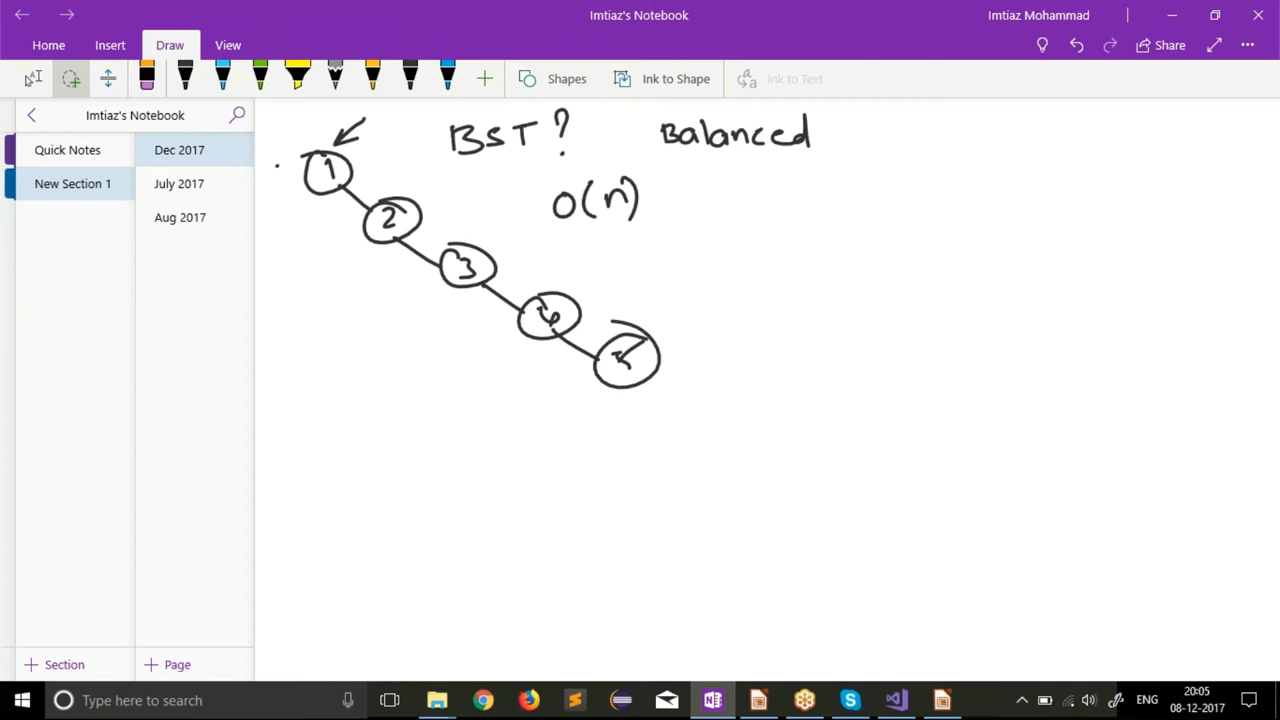 Imtiaz's Notebook
Imtiaz Mohammad
Home Insert Draw View
Share
Shapes
Ink to Shape
Ink to Text
Imtiaz's Notebook
Quick Notes
New Section 1
Dec 2017
July 2017
Aug 2017
BST? Balanced
O(n)
1
2
3
Section
Page
Type here to search
ENG
20:05
08-12-2017